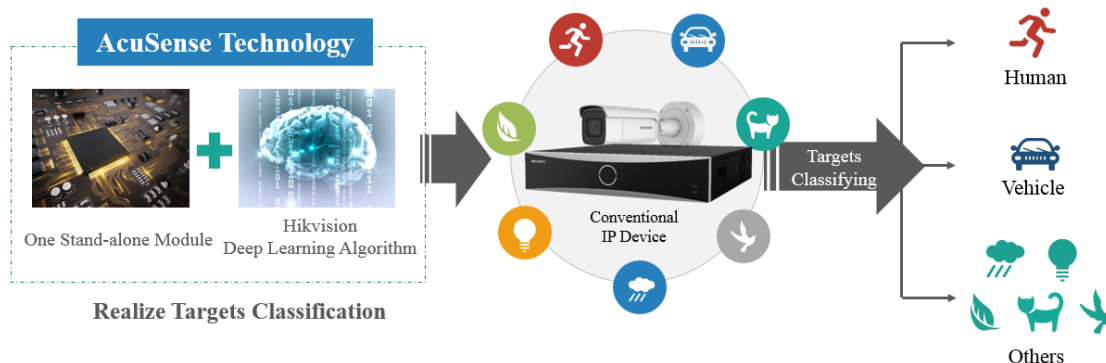 AcuSense Technology
One Stand-alone Module
Hikvision
Deep Learning Algorithm
Realize Targets Classification
Conventional
IP Device
Targets
Classifying
Human
Vehicle
Others